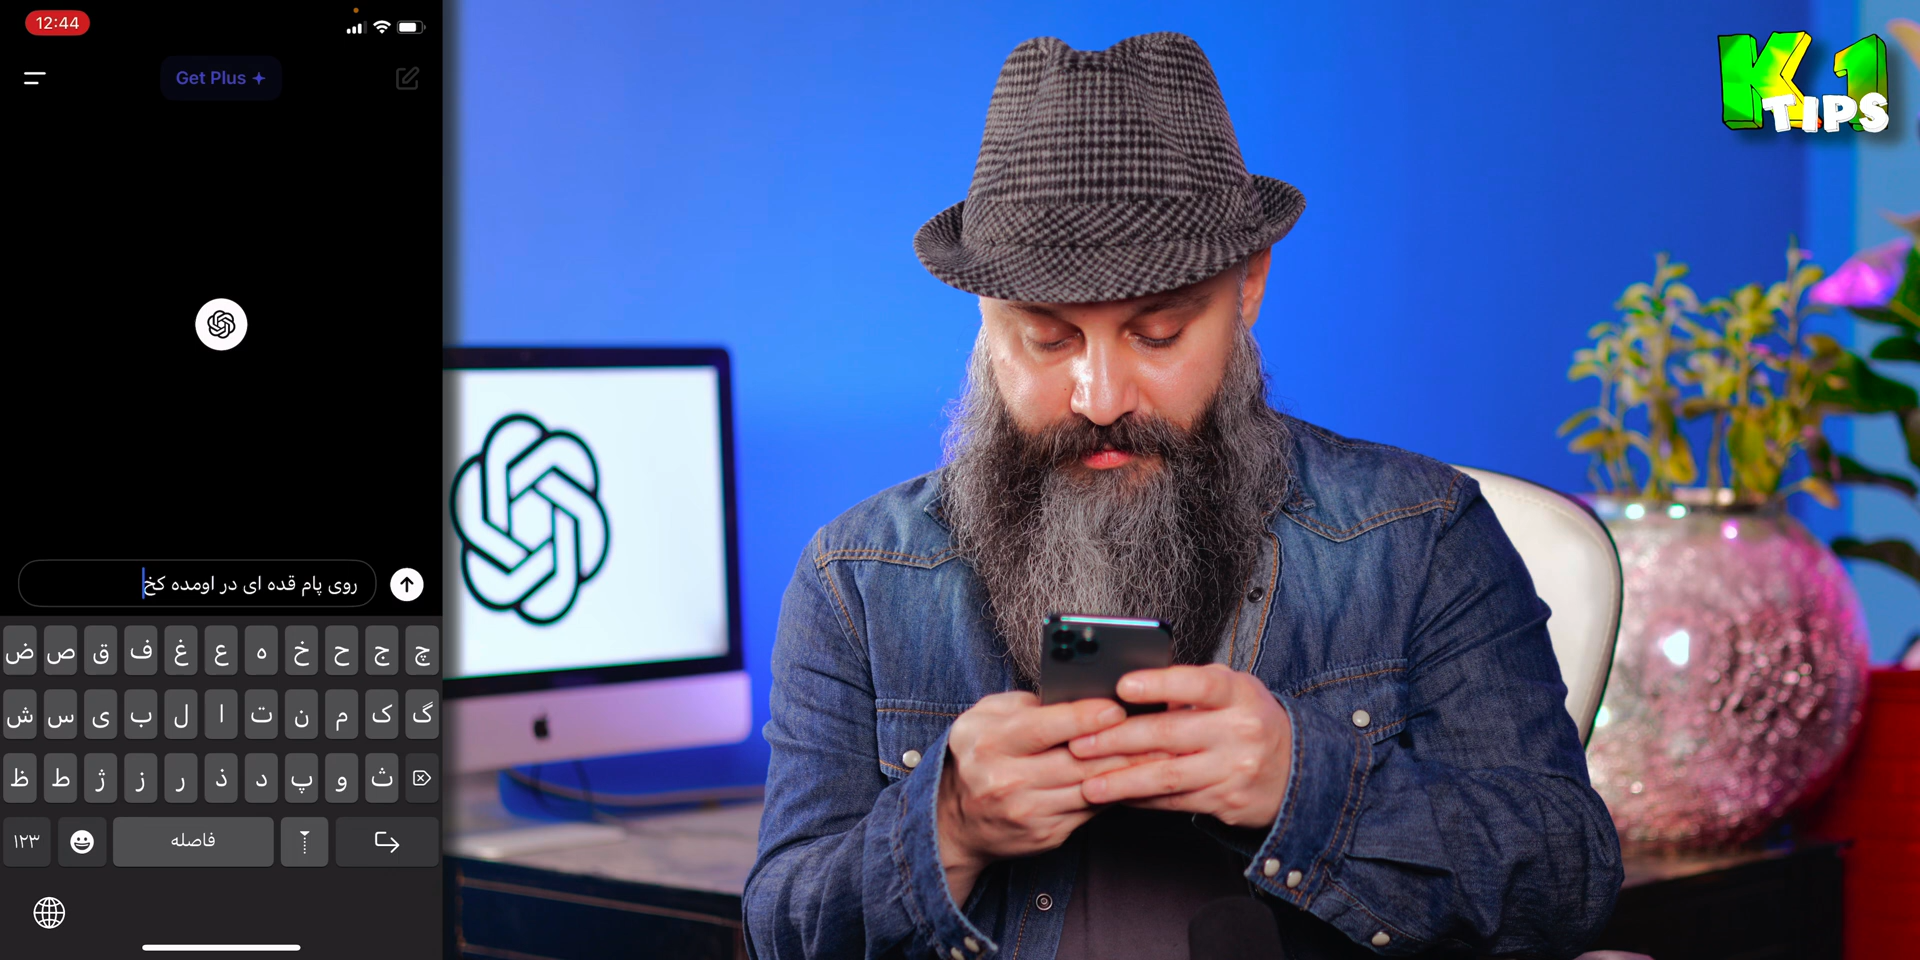 12:44
Get Plus
روی پام قده ای در اومده کخ
چ ج ح خ ه ع غ ف ق ص ض
گ ک م ن ت ا ل ب ی س ش
ث و پ د ذ ر ز ژ ط ظ
۱۲۳
فاصله
K1
TIPS